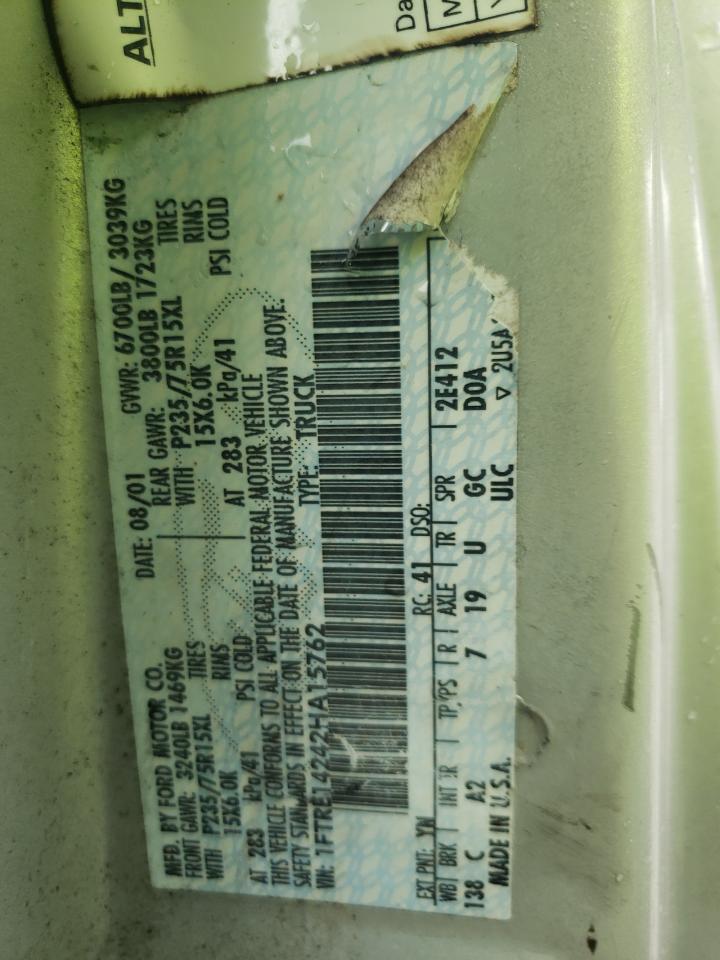 ALT
Da
M
MFD. BY FORD MOTOR CO.
DATE: 08/01
GVWR: 6700LB/ 3039KG
FRONT GAWR: 3240LB 1469KG
REAR GAWR: 3800LB 1723KG
WITH P235/75R15XL TIRES
WITH P235/75R15XL TIRES
15X6.0K RIMS
15X6.0K RIMS
AT 283 kPa/41 PSI COLD
AT 283 kPa/41 PSI COLD
THIS VEHICLE CONFORMS TO ALL APPLICABLE FEDERAL MOTOR VEHICLE
SAFETY STANDARDS IN EFFECT ON THE DATE OF MANUFACTURE SHOWN ABOVE.
VIN: 1FTRE14242HA15762
TYPE: TRUCK
EXT PNT: YN RC: 41 DSO:
WB BRK INT TR TP/PS R AXLE TR SPR 2E412
138 C A2 7 19 U GC DOA
MADE IN U.S.A. ULC ▽ 2U5A